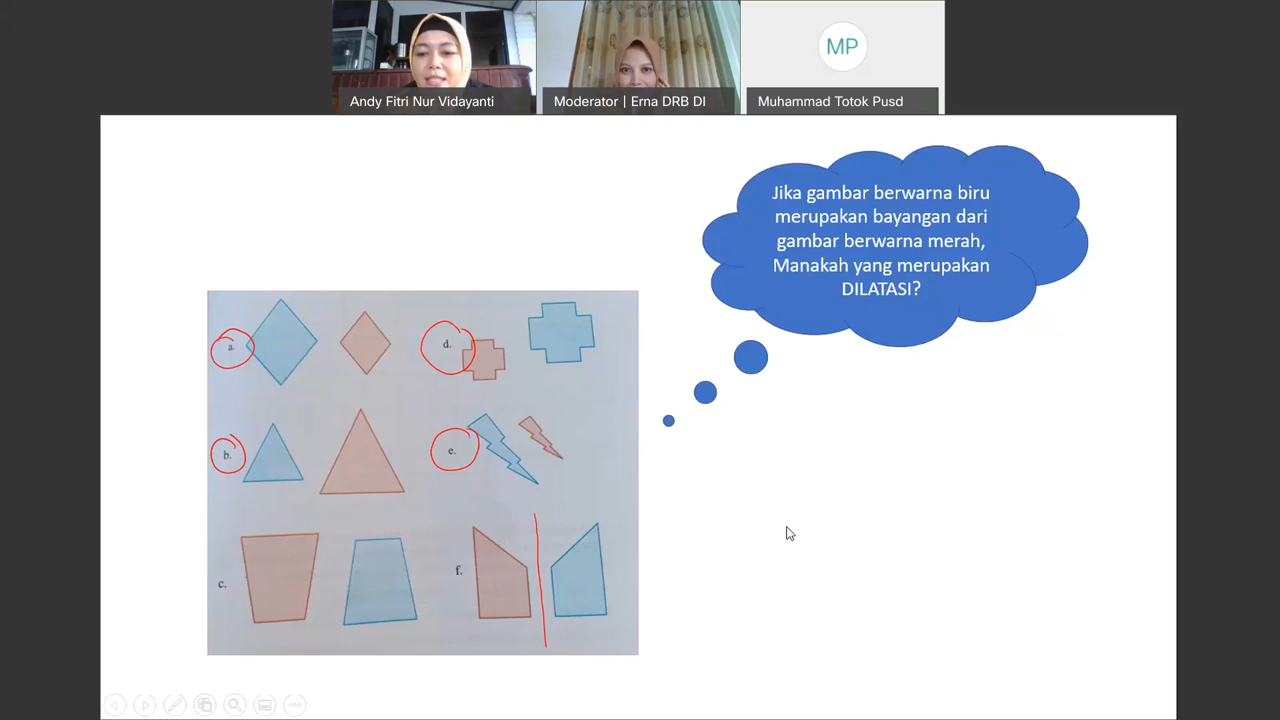 MP
Andy Fitri Nur Vidayanti
Moderator | Erna DRB DI
Muhammad Totok Pusd
Jika gambar berwarna biru
merupakan bayangan dari
gambar berwarna merah,
Manakah yang merupakan
DILATASI?
a.
d.
b.
e.
c.
f.